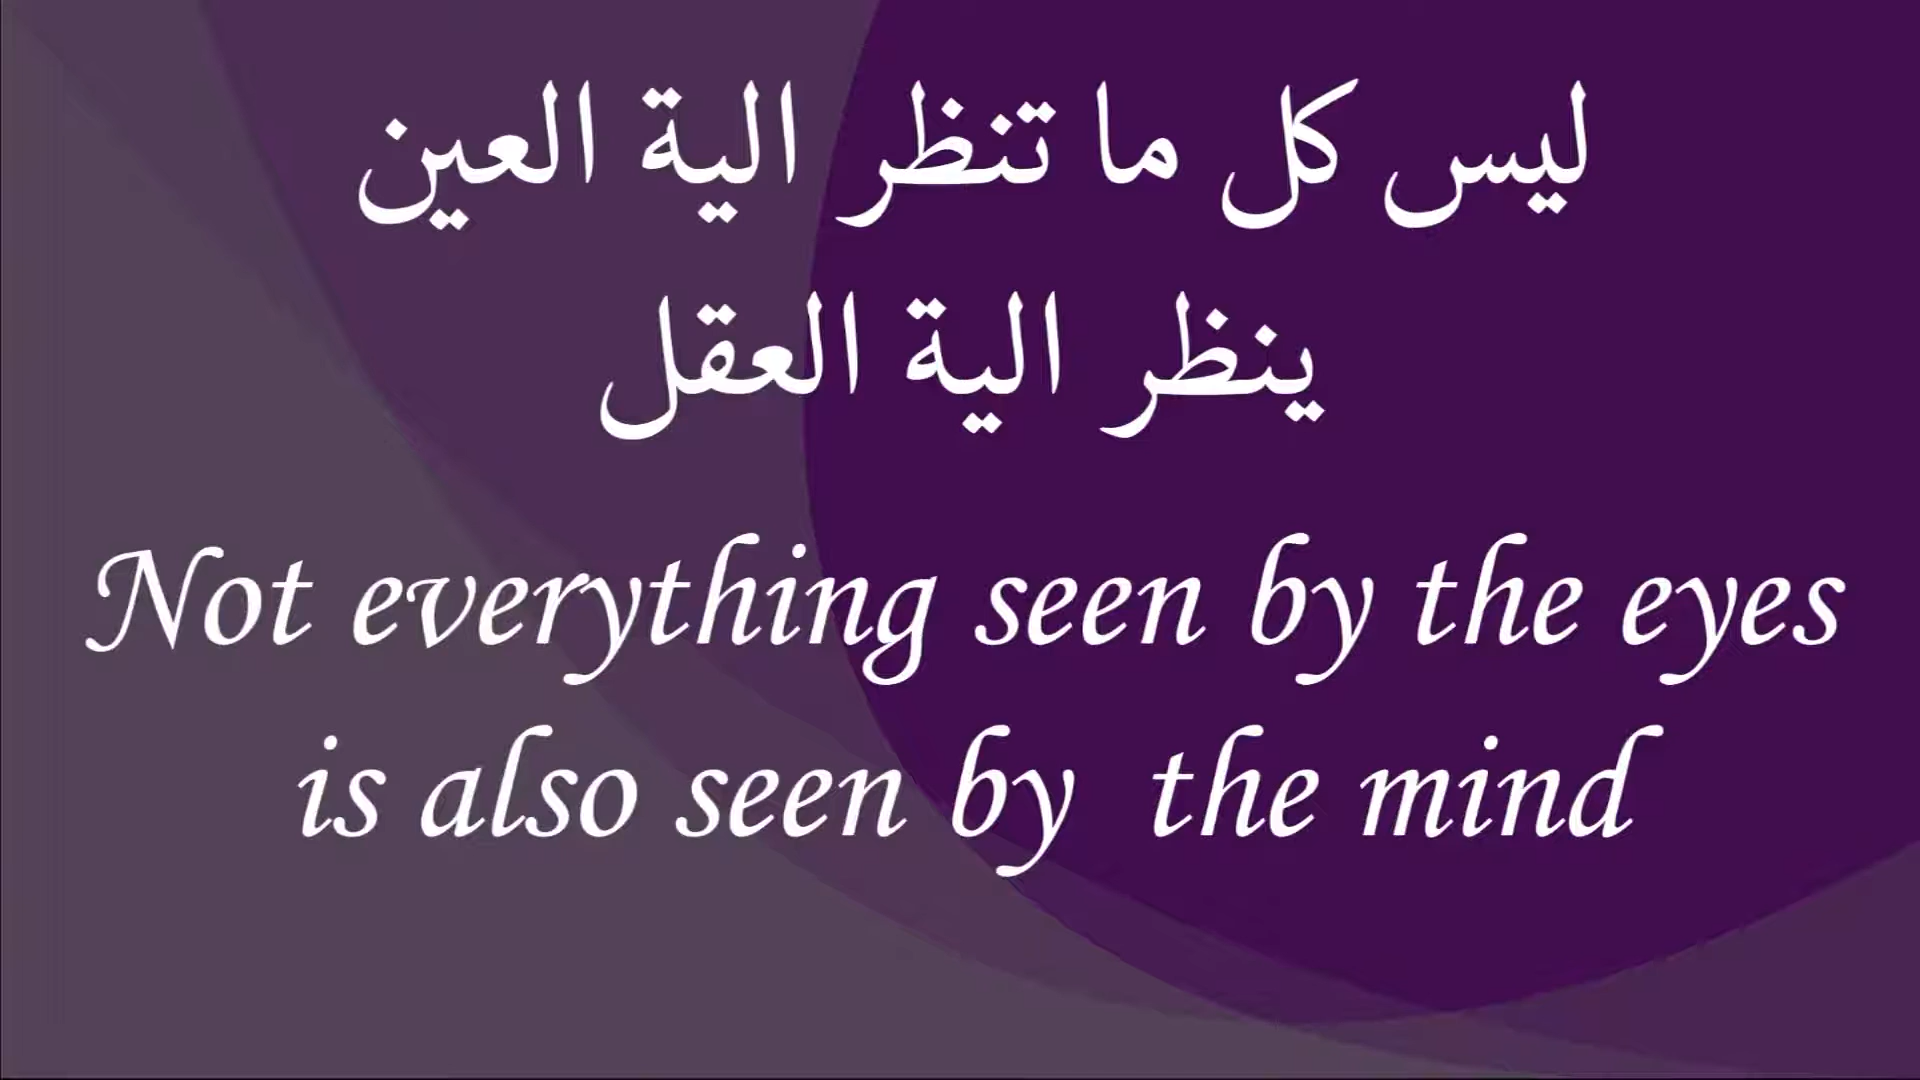 ليس كل ما تنظر الية العين
ينظر الية العقل
Not everything seen by the eyes
is also seen by the mind